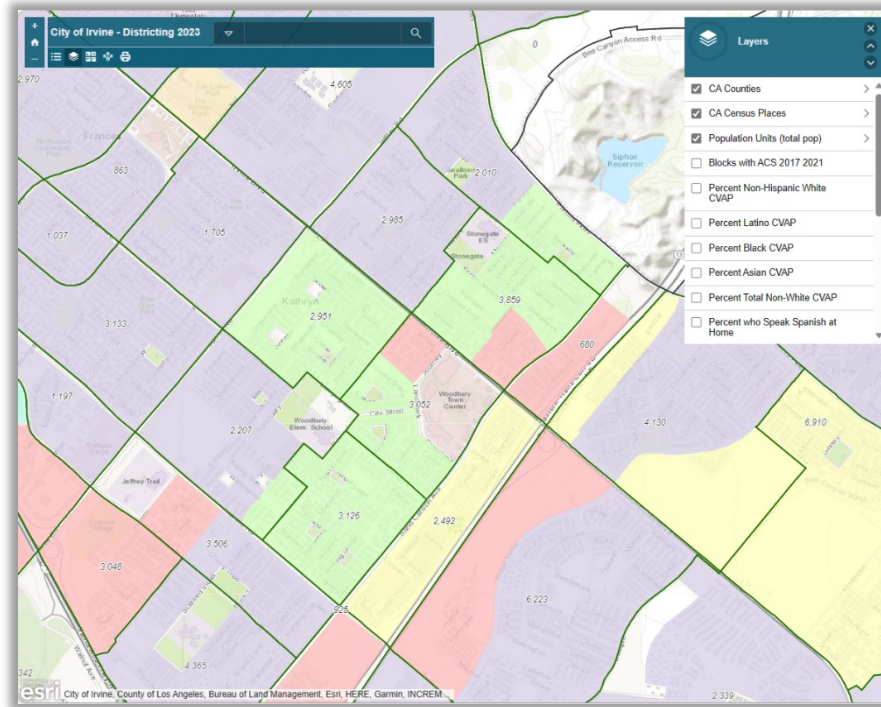 City of Irvine - Districting 2023
Layers
CA Counties
CA Census Places
Population Units (total pop)
Blocks with ACS 2017 2021
Percent Non-Hispanic White
CVAP
Percent Latino CVAP
Percent Black CVAP
Percent Asian CVAP
Percent Total Non-White CVAP
Percent who Speak Spanish at
Home
Bee Canyon Access Rd
0
2,970
4,605
863
Siphon
Reservoir
2,010
2,985
1,037
1,705
Stonegate
ES
Stonegate
Kathryn
3,859
2,951
3,133
680
Woodbury
Town
Center
3,052
City Stroll
1,197
2,207
Woodbury
Elem. School
4,130
6,910
Jeffrey Trail
3,126
2,492
3,506
3,048
925
6,223
4,365
Walnut Ave
342
2,339
esri
City of Irvine, County of Los Angeles, Bureau of Land Management, Esri, HERE, Garmin, INCREM...